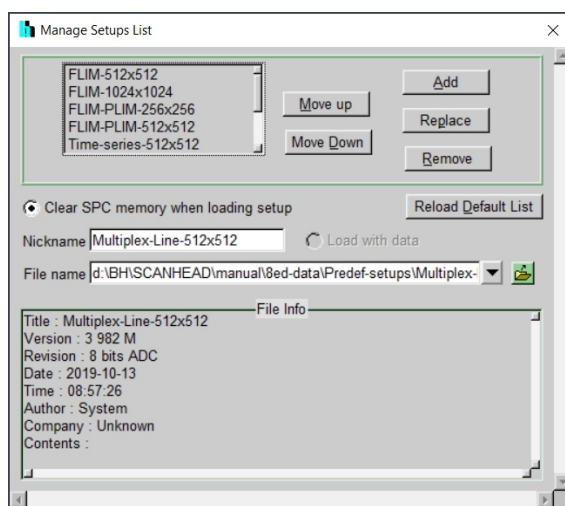 Manage Setups List
FLIM-512x512
FLIM-1024x1024
FLIM-PLIM-256x256
FLIM-PLIM-512x512
Time-series-512x512
Move up
Move Down
Add
Replace
Remove
Clear SPC memory when loading setup
Reload Default List
Nickname Multiplex-Line-512x512
Load with data
File name d:\BH\SCANHEAD\manual\8ed-data\Predef-setups\Multiplex-
File Info
Title : Multiplex-Line-512x512
Version : 3 982 M
Revision : 8 bits ADC
Date : 2019-10-13
Time : 08:57:26
Author : System
Company : Unknown
Contents :